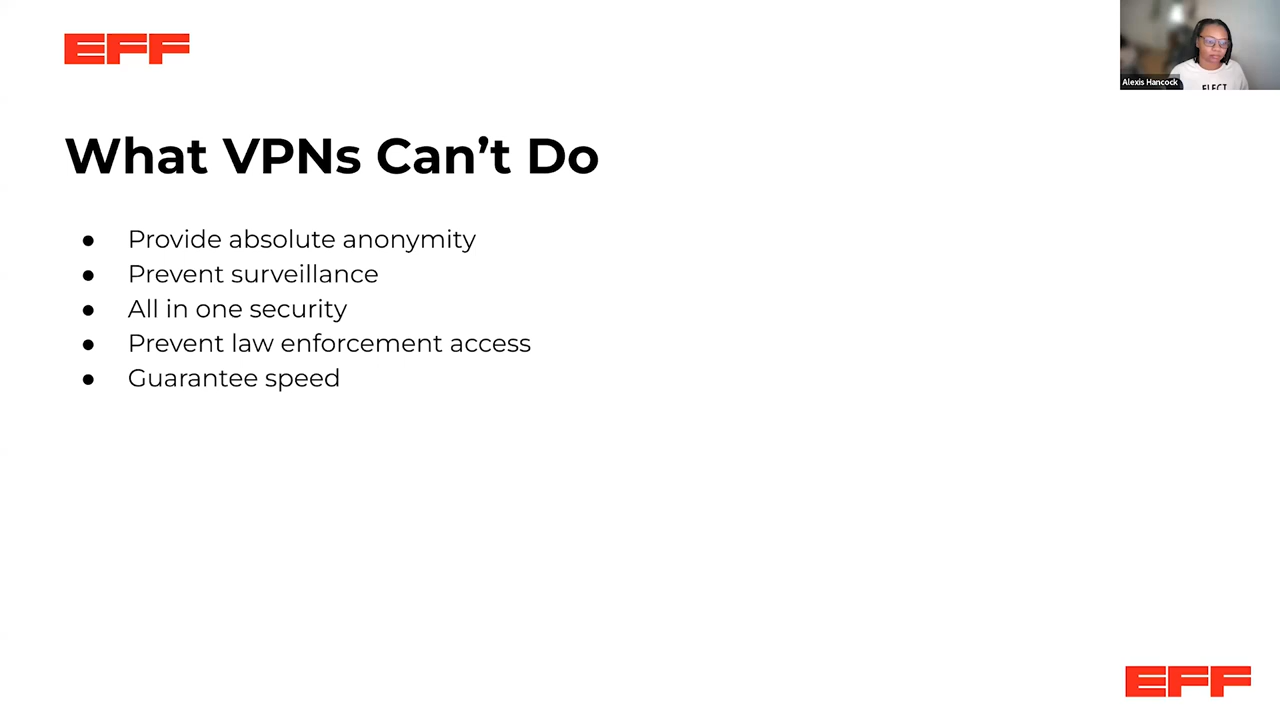 EFF
Alexis Hancock
ELECT
What VPNs Can’t Do
● Provide absolute anonymity
● Prevent surveillance
● All in one security
● Prevent law enforcement access
● Guarantee speed
EFF